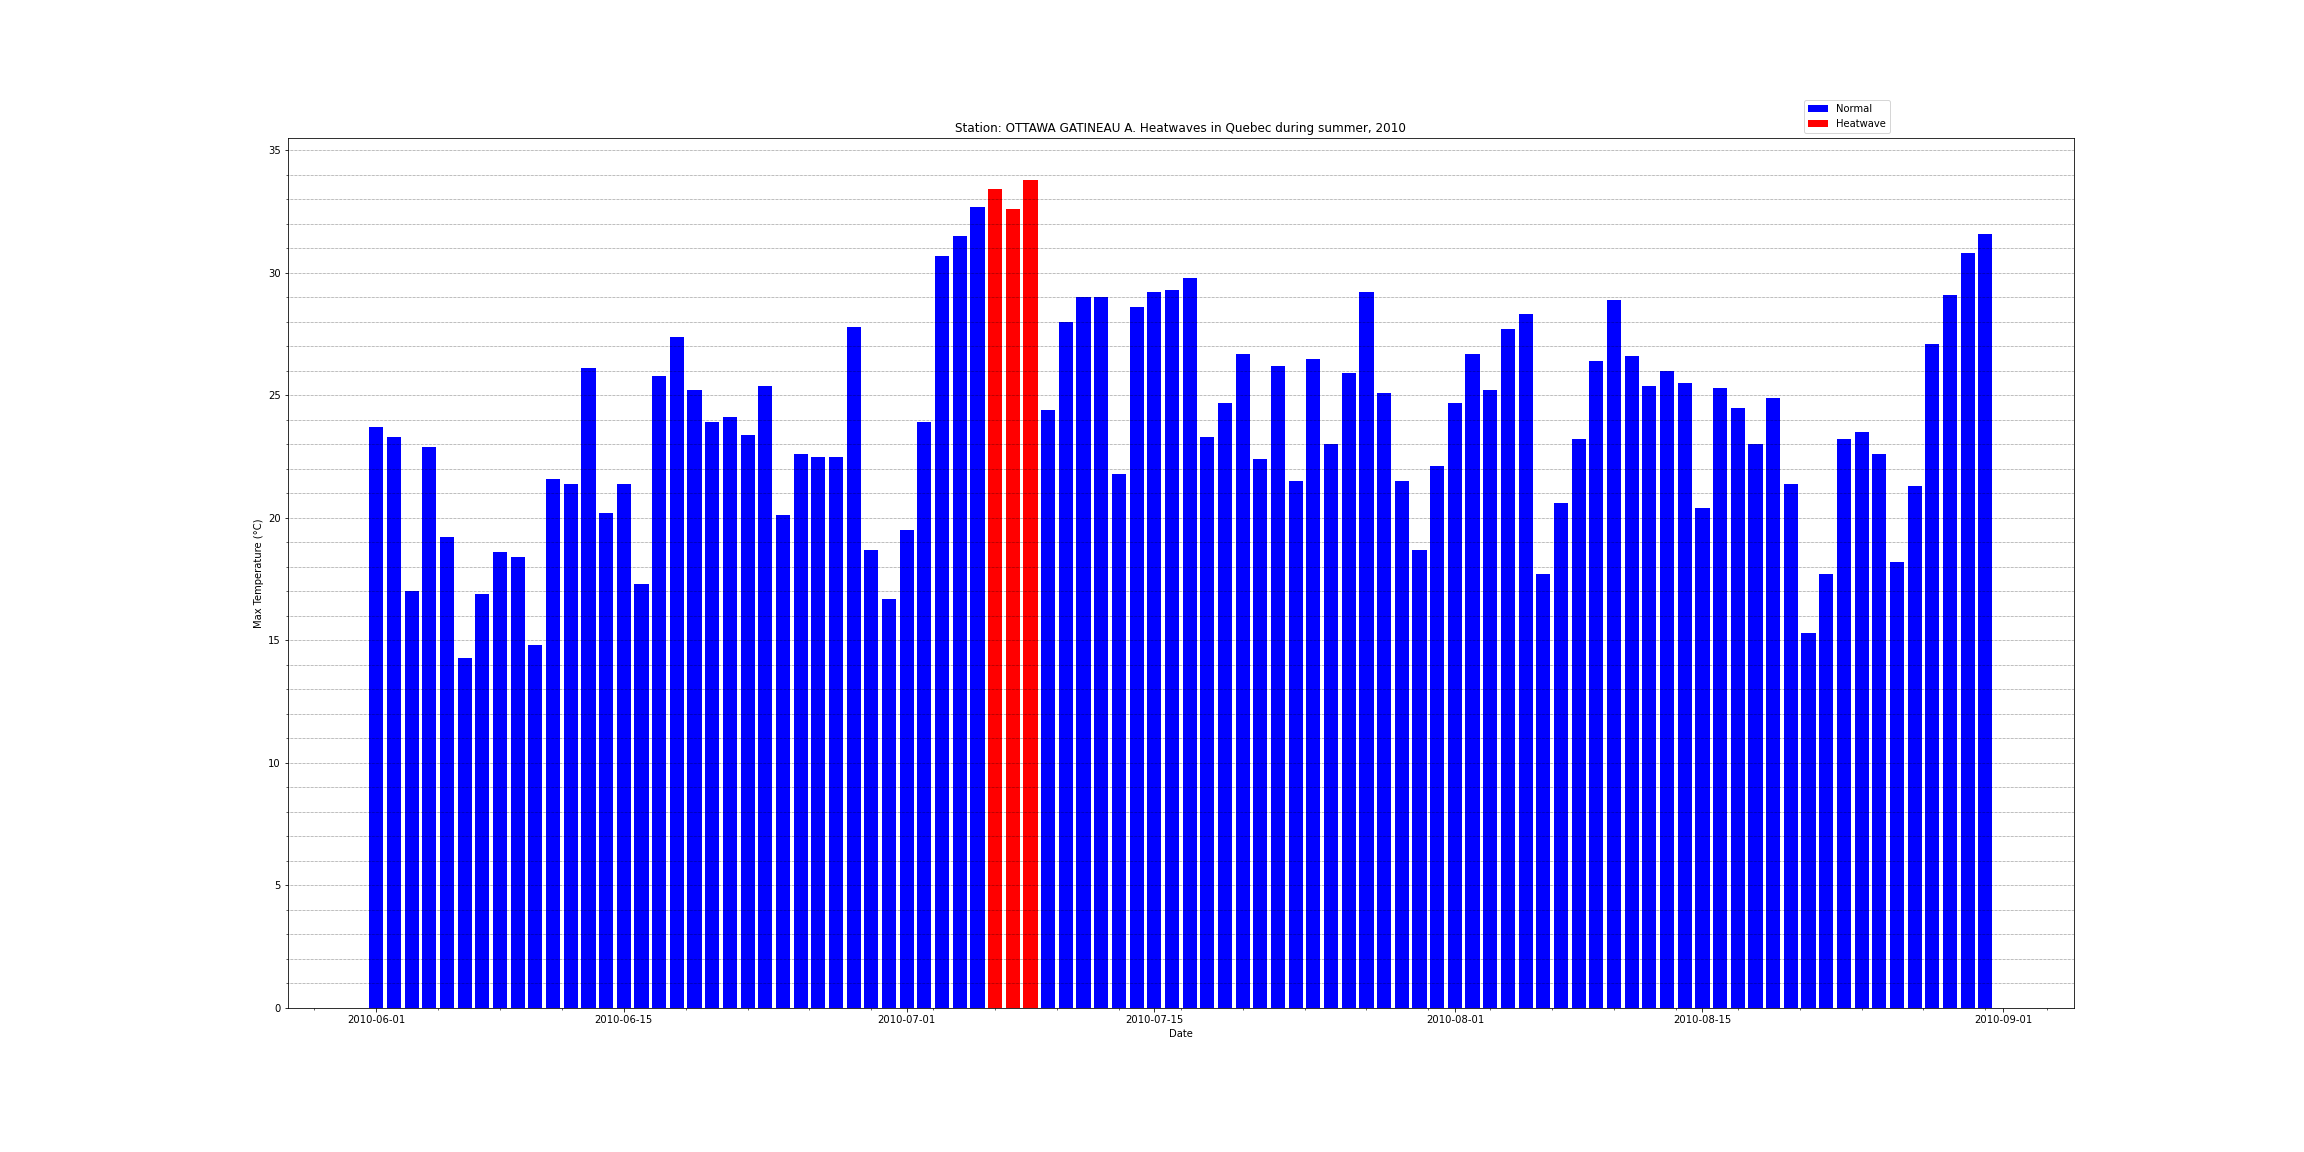 Normal
Heatwave
Station: OTTAWA GATINEAU A. Heatwaves in Quebec during summer, 2010
35
30
25
20
15
10
5
0
Max Temperature (°C)
2010-06-01 2010-06-15 2010-07-01 2010-07-15 2010-08-01 2010-08-15 2010-09-01
Date